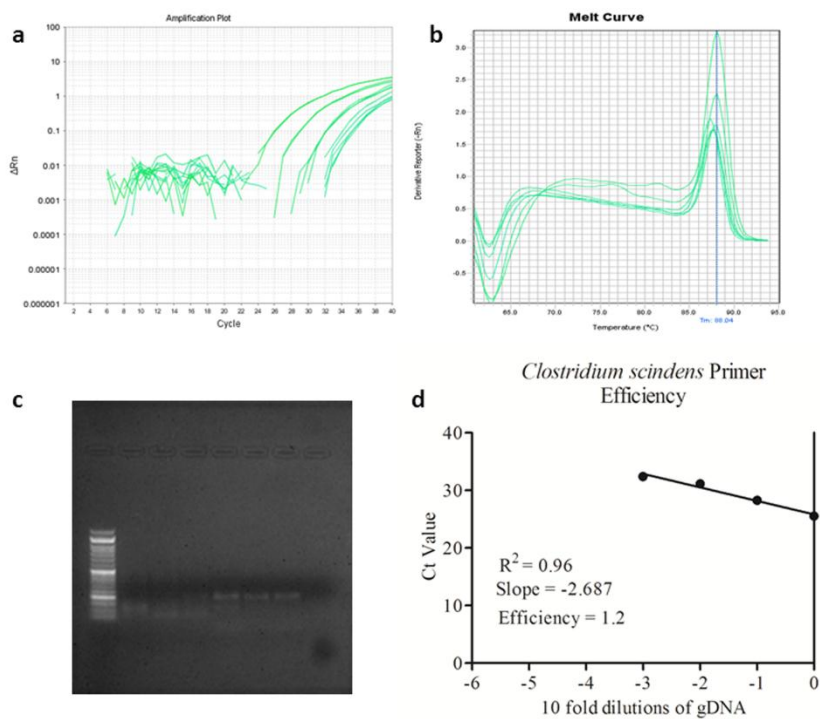 a
Amplification Plot
100
10
1
0.1
0.01
0.001
0.0001
0.00001
0.000001
ΔRn
2 4 6 8 10 12 14 16 18 20 22 24 26 28 30 32 34 36 38 40
Cycle
b
Melt Curve
3.0
2.5
2.0
1.5
1.0
0.5
0.0
-0.5
Derivative Reporter (-Rn')
65.0 70.0 75.0 80.0 85.0 90.0 95.0
Tm: 88.04
Temperature (°C)
c
d
Clostridium scindens Primer
Efficiency
40
30
20
10
0
Ct Value
R² = 0.96
Slope = -2.687
Efficiency = 1.2
-6 -5 -4 -3 -2 -1 0
10 fold dilutions of gDNA